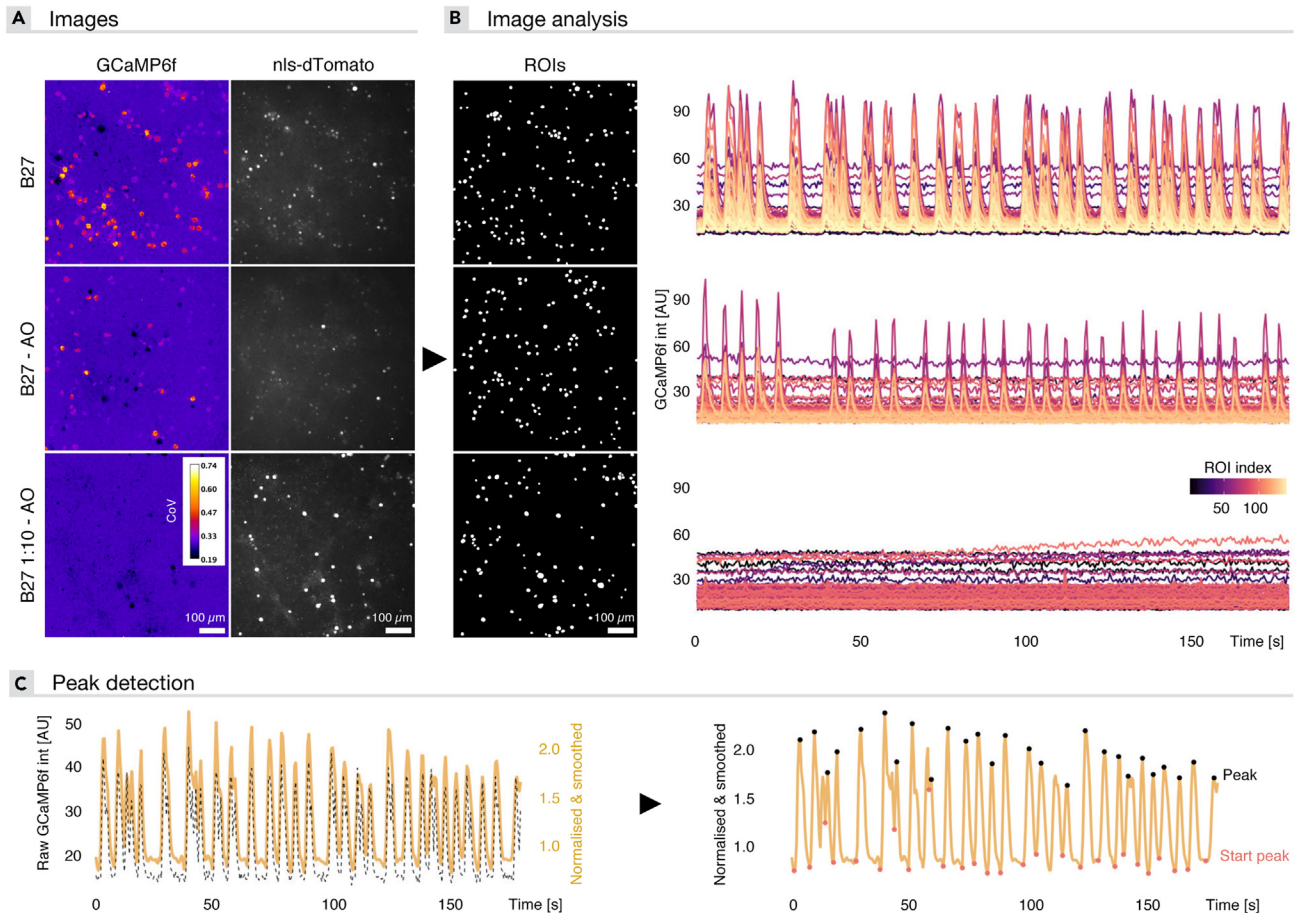 A Images
B Image analysis
GCaMP6f
nls-dTomato
ROIs
B27
B27 - AO
B27 1:10 - AO
CoV
0.74
0.60
0.47
0.33
0.19
100 µm
100 µm
100 µm
GCaMP6f int [AU]
90
60
30
90
60
30
ROI index
50 100
90
60
30
0 50 100 150 Time [s]
C Peak detection
Raw GCaMP6f int [AU]
50
40
30
20
2.0
1.5
1.0
Normalised & smoothed
0 50 100 150 Time [s]
Normalised & smoothed
2.0
1.5
1.0
Peak
Start peak
0 50 100 150 Time [s]